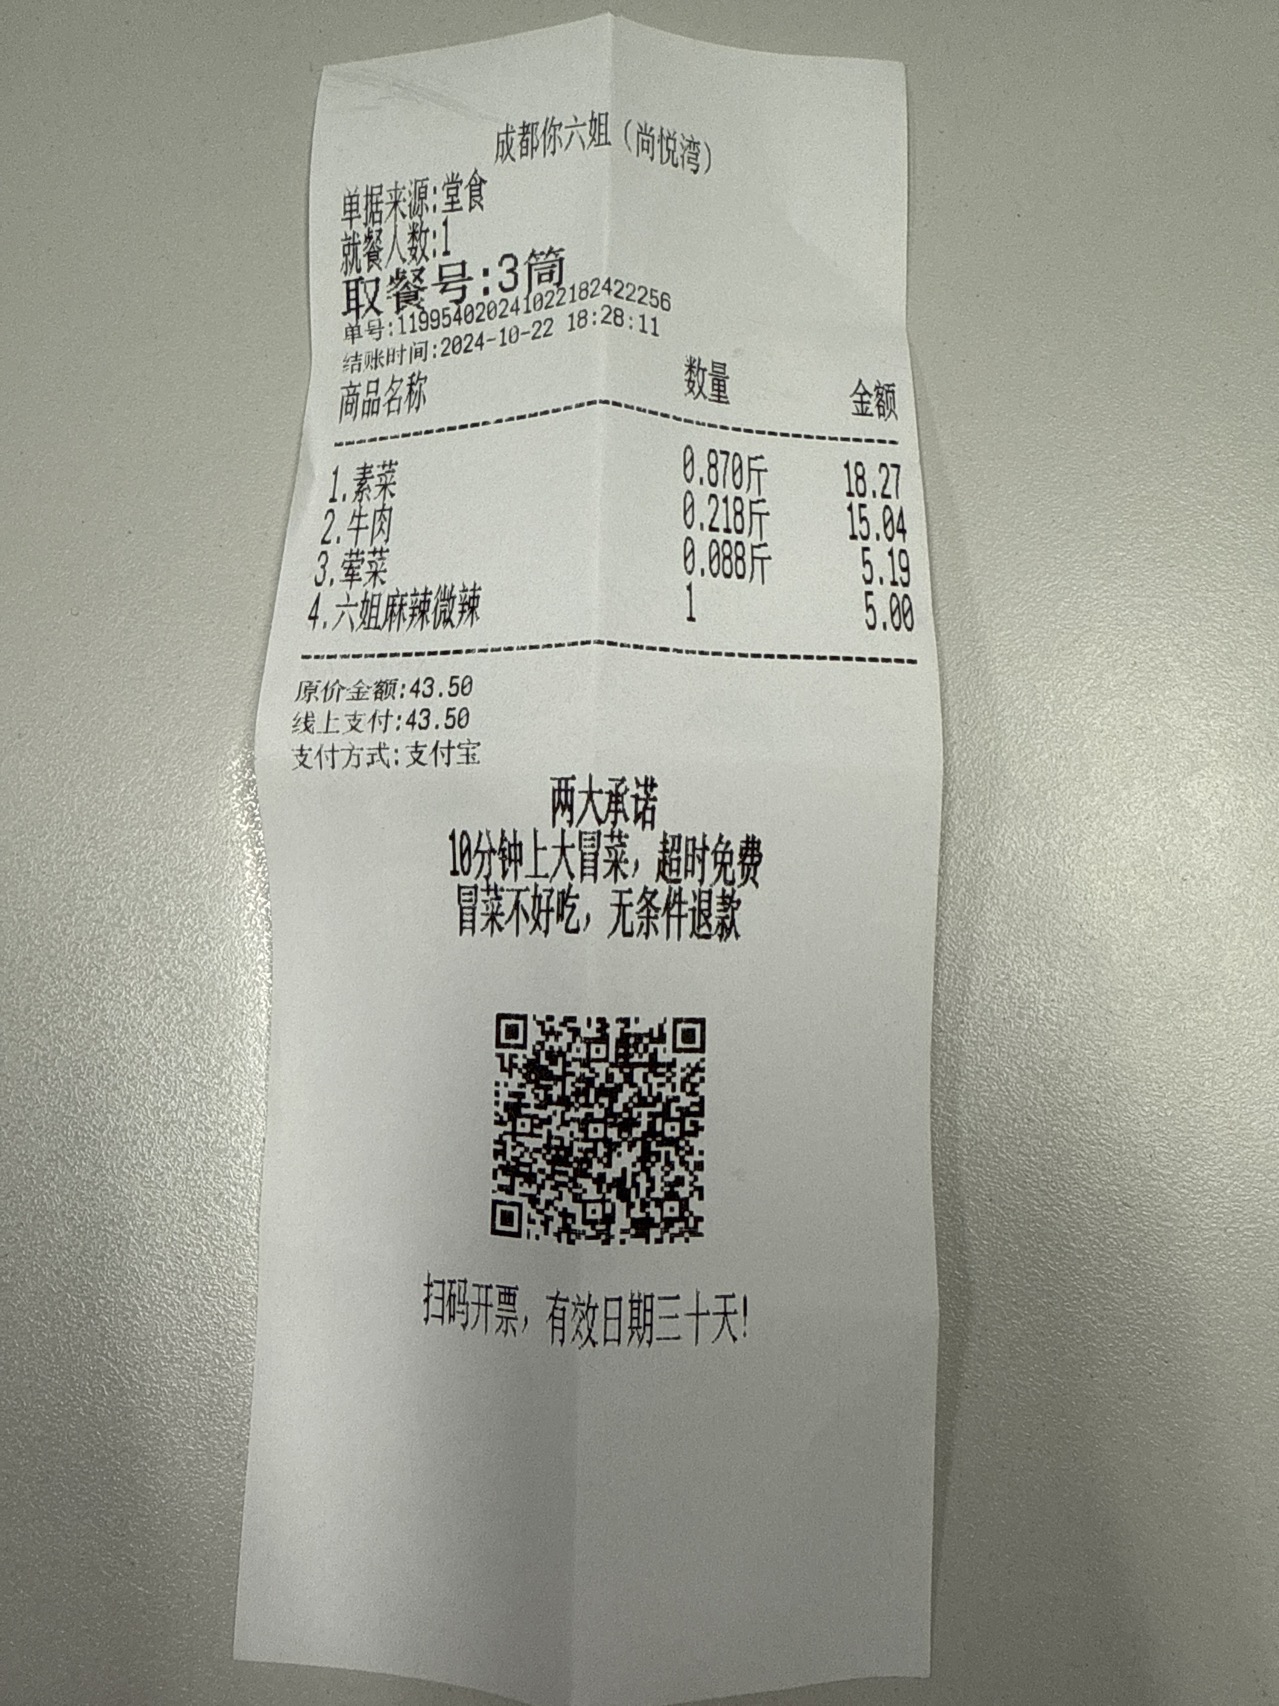 成都你六姐（尚悦湾）
单据来源:堂食
就餐人数:1
取餐号:3筒
单号:119954020241022182422256
结账时间:2024-10-22 18:28:11
商品名称 数量 金额
1.素菜 0.870斤 18.27
2.牛肉 0.218斤 15.04
3.荤菜 0.088斤 5.19
4.六姐麻辣微辣 1 5.00
原价金额:43.50
线上支付:43.50
支付方式:支付宝
两大承诺
10分钟上大冒菜，超时免费
冒菜不好吃，无条件退款
扫码开票，有效日期三十天!